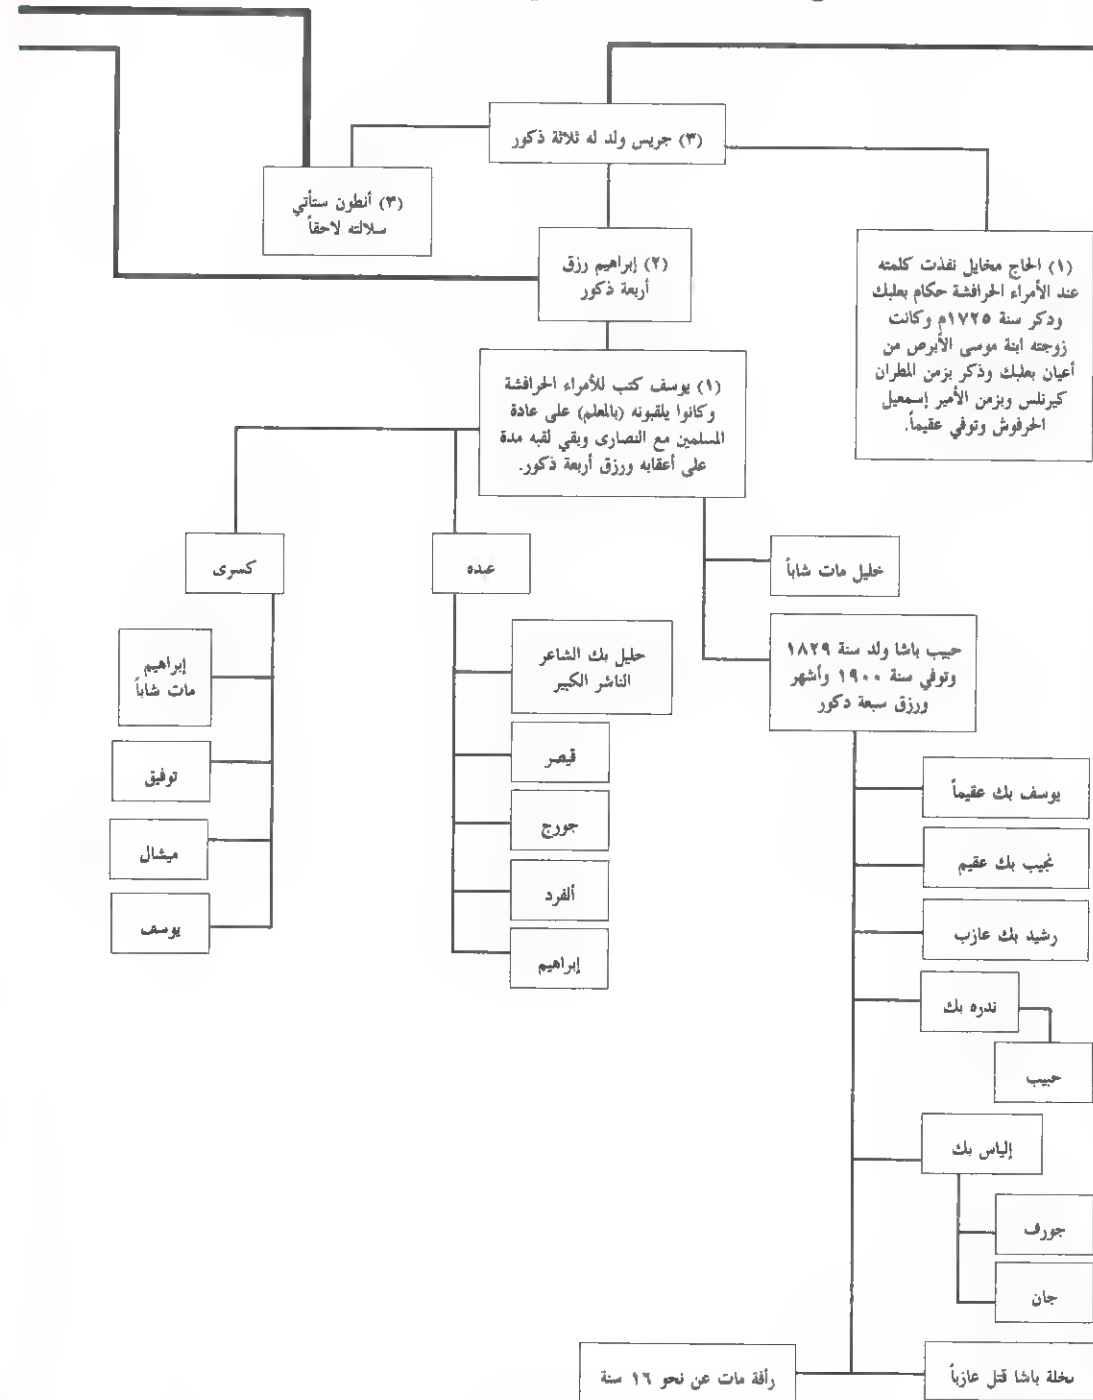 (٣) جريس ولد له ثلاثة ذكور
(٣) أنطون ستأتي
سلالته لاحقاً
(٢) إبراهيم رزق
أربعة ذكور
(١) الحاج مخايل نفذت كلمته
عند الأمراء الحرافشة حكام بعلبك
ودكر سنة ١٧٢٥م وكانت
زوجته ابنة موسى الأبرص من
أعيان بعلبك وذكر بزمن المطران
كيرنلس وبزمن الأمير إسمعيل
الحرفوش وتوفي عقيماً.
(١) يوسف كتب للأمراء الحرافشة
وكانوا يلقبونه (بالمعلم) على عادة
المسلمين مع النصارى وبقي لقبه مدة
على أعقابه ورزق أربعة ذكور.
كسرى
عبده
خليل مات شاباً
حبيب باشا ولد سنة ١٨٢٩
وتوفي سنة ١٩٠٠ وأشهر
ورزق سبعة دكور
إبراهيم
مات شاباً
توفيق
ميشال
يوسف
حليل بك الشاعر
الناشر الكبير
قيصر
جورج
ألفرد
إبراهيم
يوسف بك عقيماً
نجيب بك عقيم
رشيد بك عازب
ندره بك
حبيب
إلياس بك
جورف
جان
نخلة باشا قتل عازباً
رأفة مات عن نحو ١٦ سنة